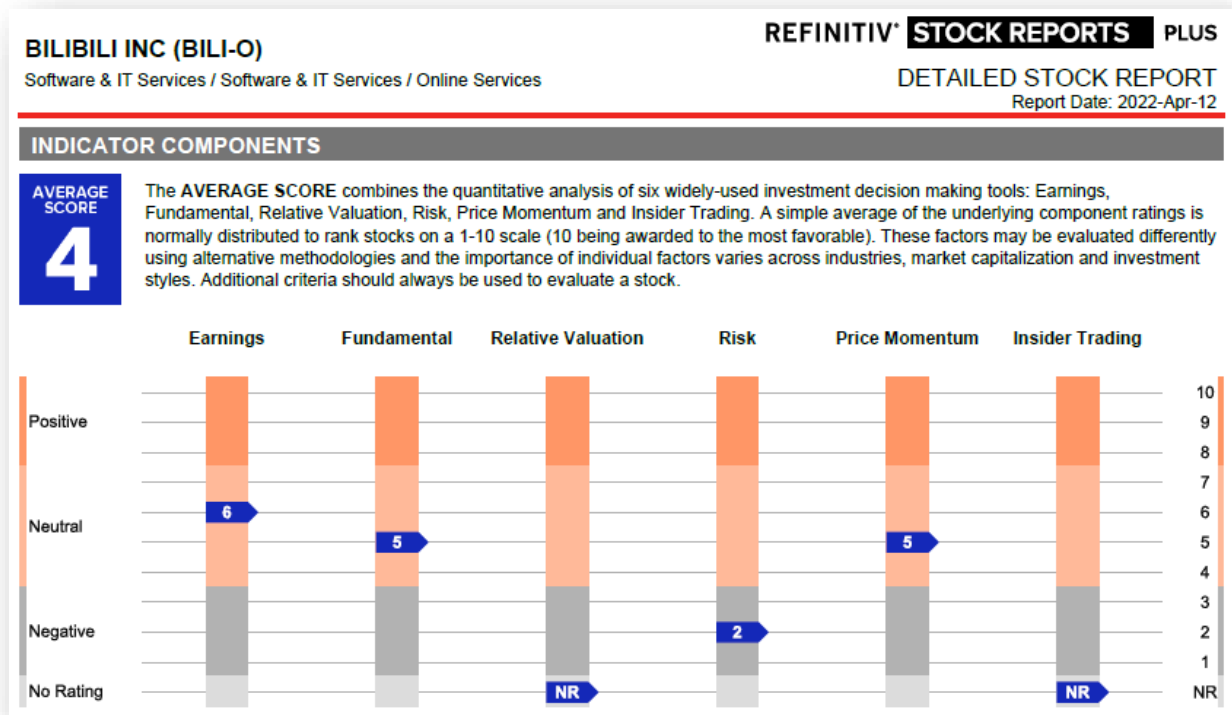 BILIBILI INC (BILI-O)
REFINITIV STOCK REPORTS PLUS
Software & IT Services / Software & IT Services / Online Services
DETAILED STOCK REPORT
Report Date: 2022-Apr-12
INDICATOR COMPONENTS
AVERAGE
SCORE
4
The AVERAGE SCORE combines the quantitative analysis of six widely-used investment decision making tools: Earnings,
Fundamental, Relative Valuation, Risk, Price Momentum and Insider Trading. A simple average of the underlying component ratings is
normally distributed to rank stocks on a 1-10 scale (10 being awarded to the most favorable). These factors may be evaluated differently
using alternative methodologies and the importance of individual factors varies across industries, market capitalization and investment
styles. Additional criteria should always be used to evaluate a stock.
Earnings Fundamental Relative Valuation Risk Price Momentum Insider Trading
10
Positive 9
8
7
6 6
Neutral
5 5 5
4
3
Negative 2 2
1
No Rating NR NR NR